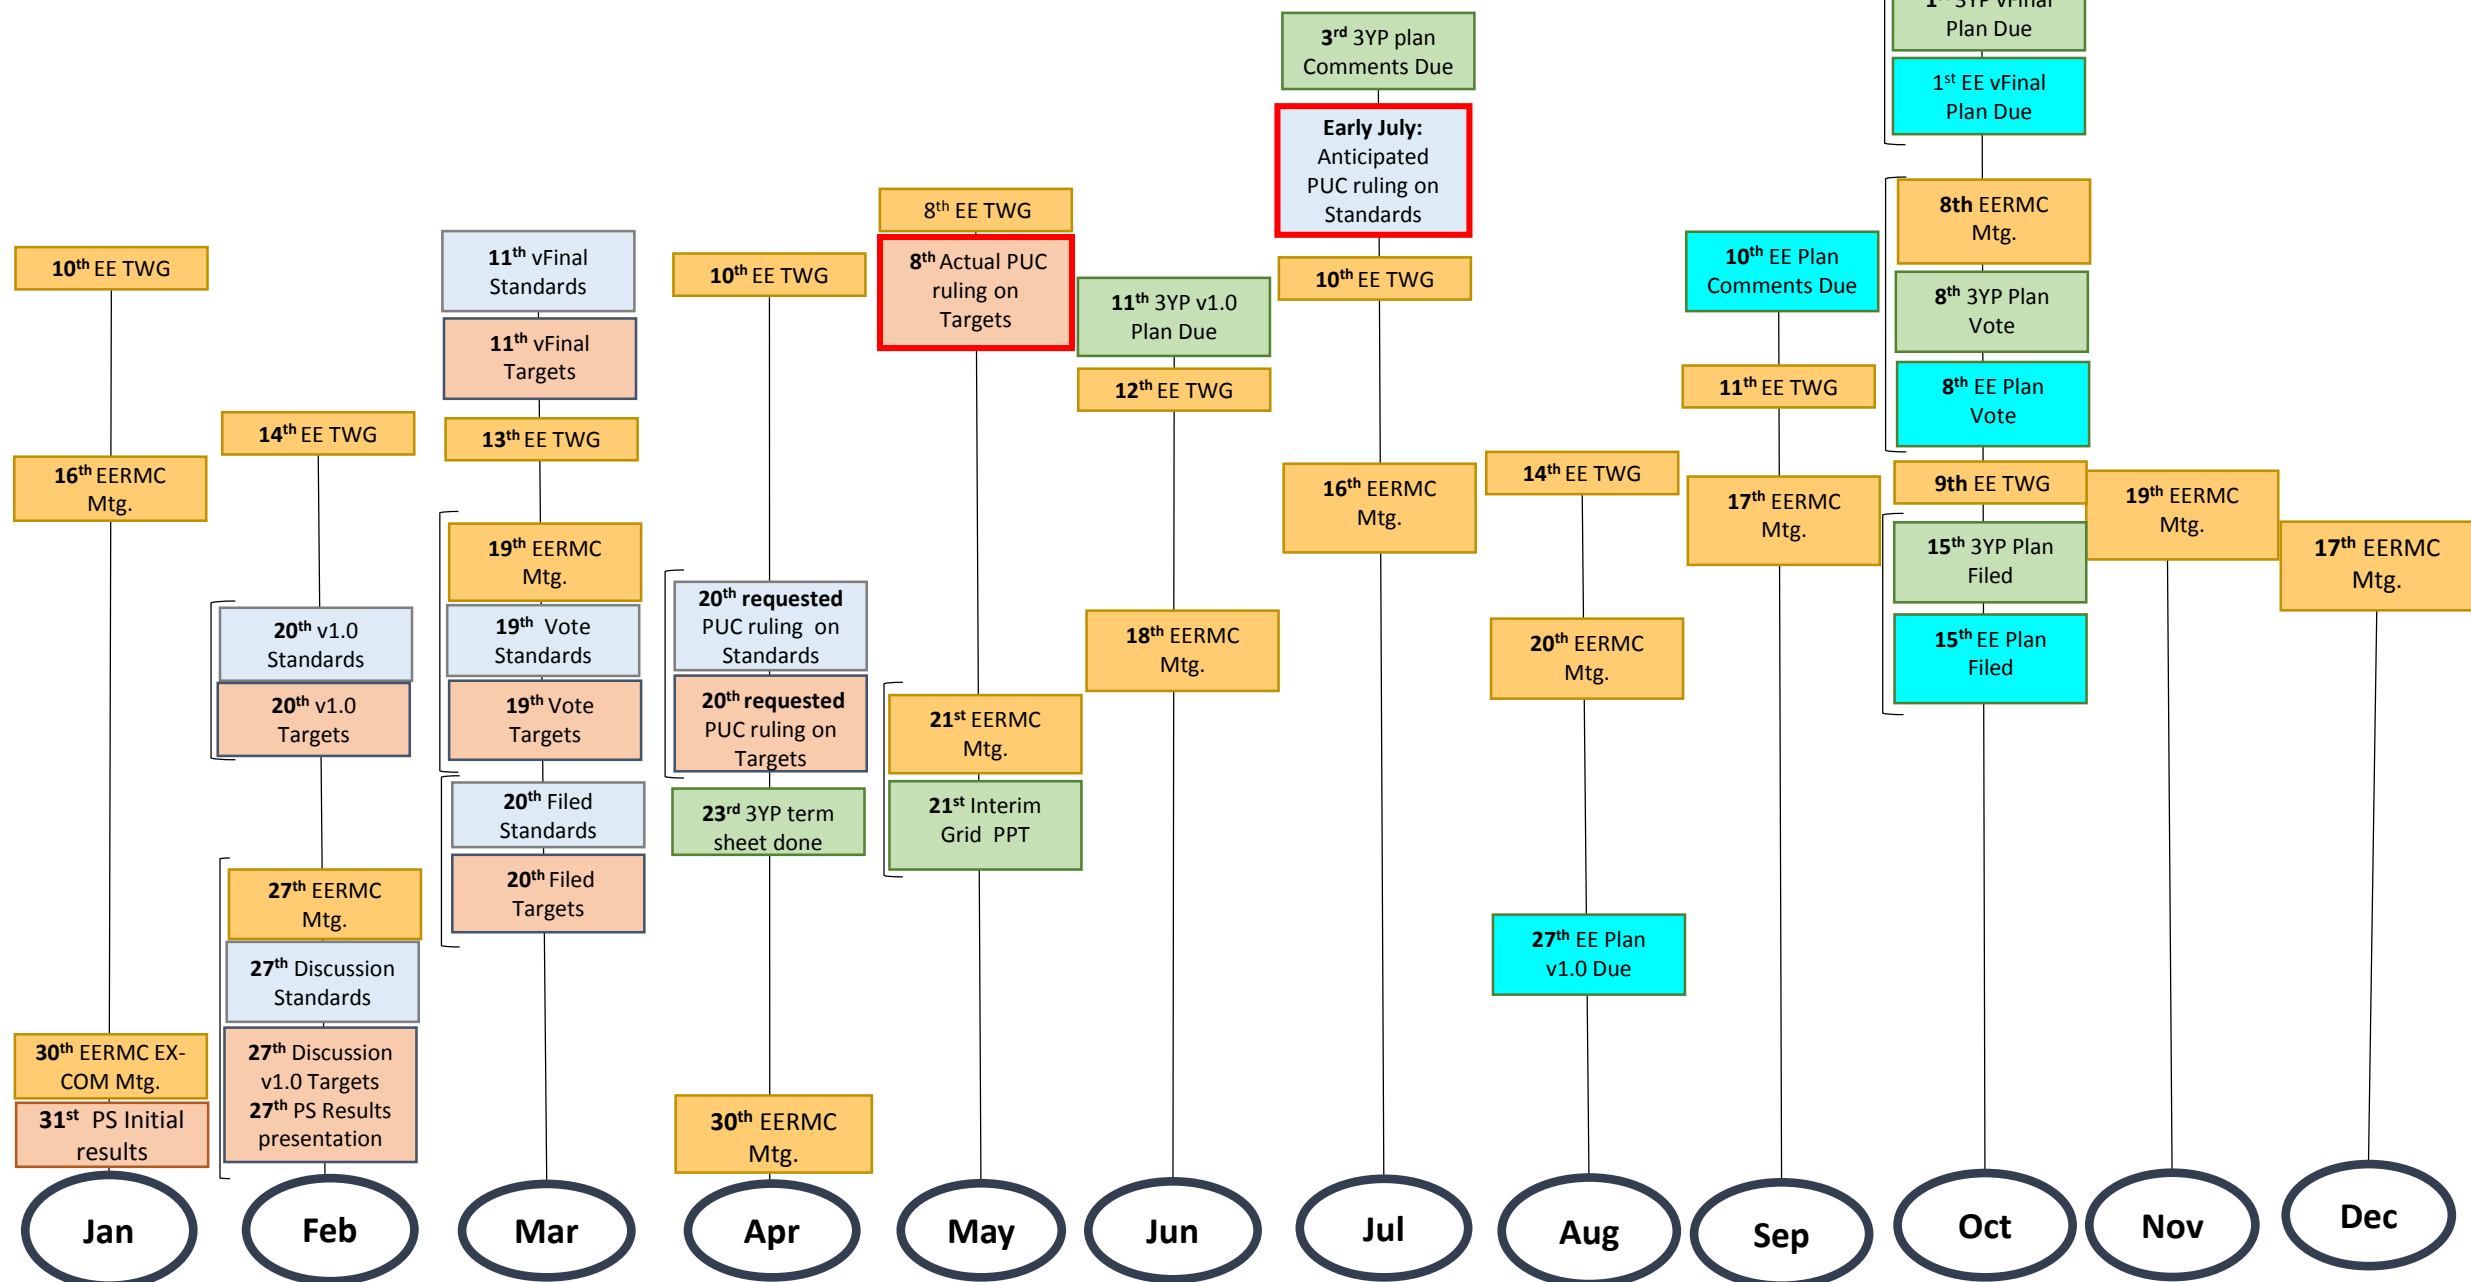 10th EE TWG
16th EERMC
Mtg.
30th EERMC EX-
COM Mtg.
31st PS Initial
results
Jan
14th EE TWG
20th v1.0
Standards
20th v1.0
Targets
27th EERMC
Mtg.
27th Discussion
Standards
27th Discussion
v1.0 Targets
27th PS Results
presentation
Feb
11th vFinal
Standards
11th vFinal
Targets
13th EE TWG
19th EERMC
Mtg.
19th Vote
Standards
19th Vote
Targets
20th Filed
Standards
20th Filed
Targets
Mar
10th EE TWG
20th requested
PUC ruling on
Standards
20th requested
PUC ruling on
Targets
23rd 3YP term
sheet done
30th EERMC
Mtg.
Apr
8th EE TWG
8th Actual PUC
ruling on
Targets
21st EERMC
Mtg.
21st Interim
Grid PPT
May
11th 3YP v1.0
Plan Due
12th EE TWG
18th EERMC
Mtg.
Jun
3rd 3YP plan
Comments Due
Early July:
Anticipated
PUC ruling on
Standards
10th EE TWG
16th EERMC
Mtg.
Jul
14th EE TWG
20th EERMC
Mtg.
27th EE Plan
v1.0 Due
Aug
10th EE Plan
Comments Due
11th EE TWG
17th EERMC
Mtg.
Sep
1st 3YP vFinal
Plan Due
1st EE vFinal
Plan Due
8th EERMC
Mtg.
8th 3YP Plan
Vote
8th EE Plan
Vote
9th EE TWG
15th 3YP Plan
Filed
15th EE Plan
Filed
Oct
19th EERMC
Mtg.
Nov
17th EERMC
Mtg.
Dec